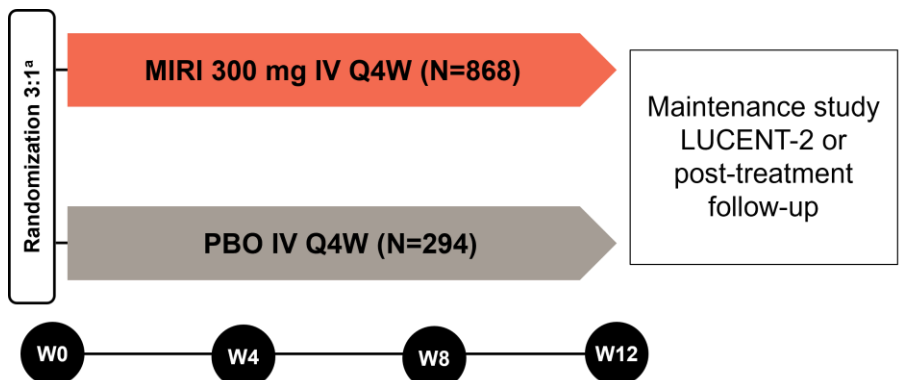 Randomization 3:1ᵃ
MIRI 300 mg IV Q4W (N=868)
PBO IV Q4W (N=294)
Maintenance study
LUCENT-2 or
post-treatment
follow-up
W0
W4
W8
W12